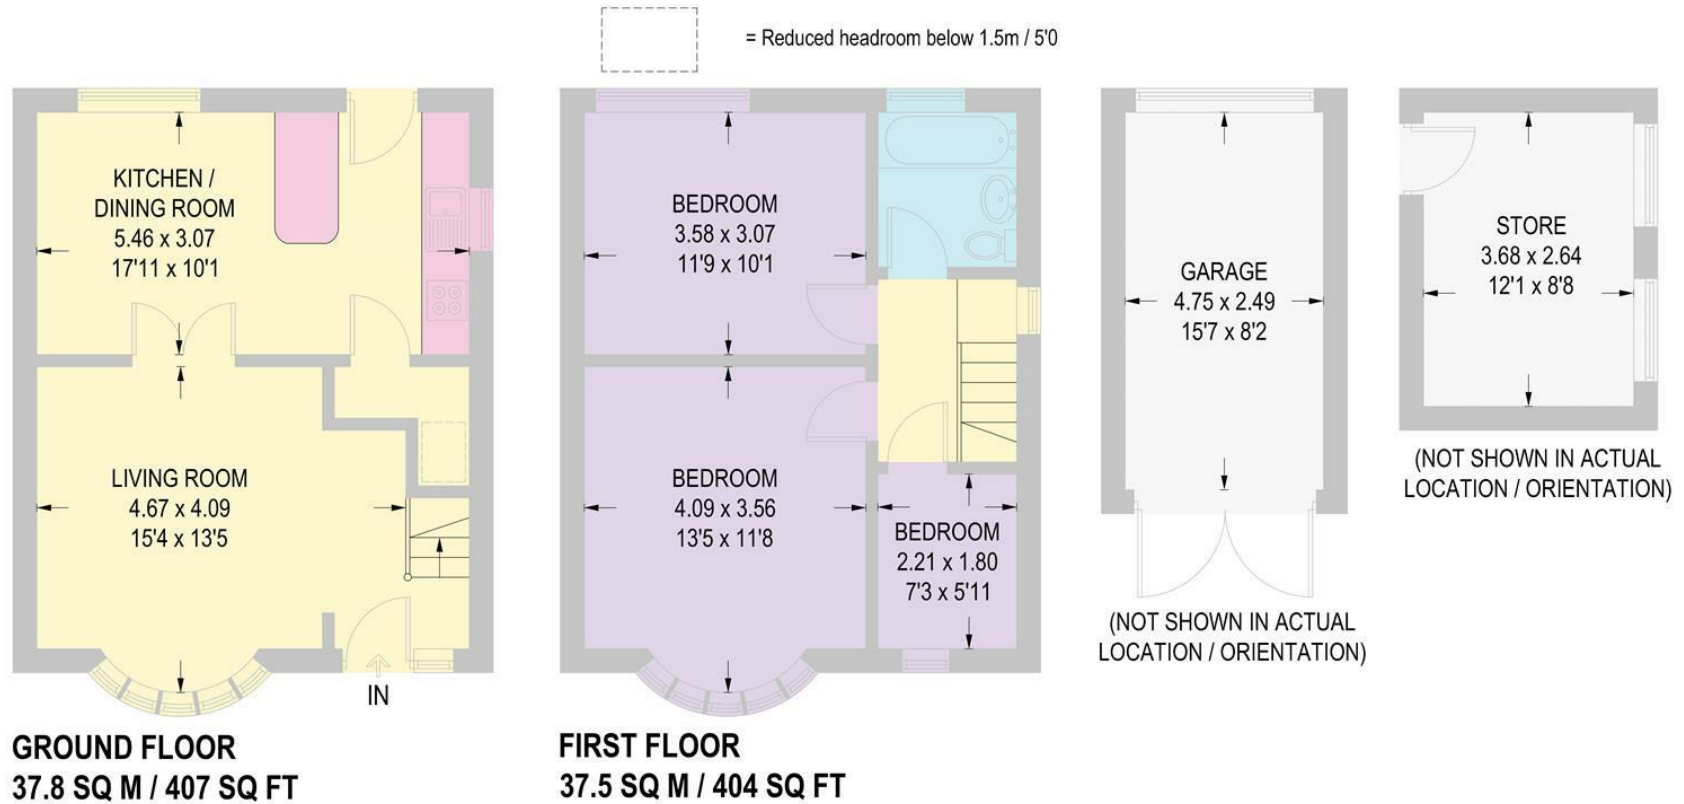 = Reduced headroom below 1.5m / 5'0
KITCHEN /
DINING ROOM
5.46 x 3.07
17'11 x 10'1
LIVING ROOM
4.67 x 4.09
15'4 x 13'5
IN
GROUND FLOOR
37.8 SQ M / 407 SQ FT
BEDROOM
3.58 x 3.07
11'9 x 10'1
BEDROOM
4.09 x 3.56
13'5 x 11'8
BEDROOM
2.21 x 1.80
7'3 x 5'11
FIRST FLOOR
37.5 SQ M / 404 SQ FT
GARAGE
4.75 x 2.49
15'7 x 8'2
(NOT SHOWN IN ACTUAL
LOCATION / ORIENTATION)
STORE
3.68 x 2.64
12'1 x 8'8
(NOT SHOWN IN ACTUAL
LOCATION / ORIENTATION)